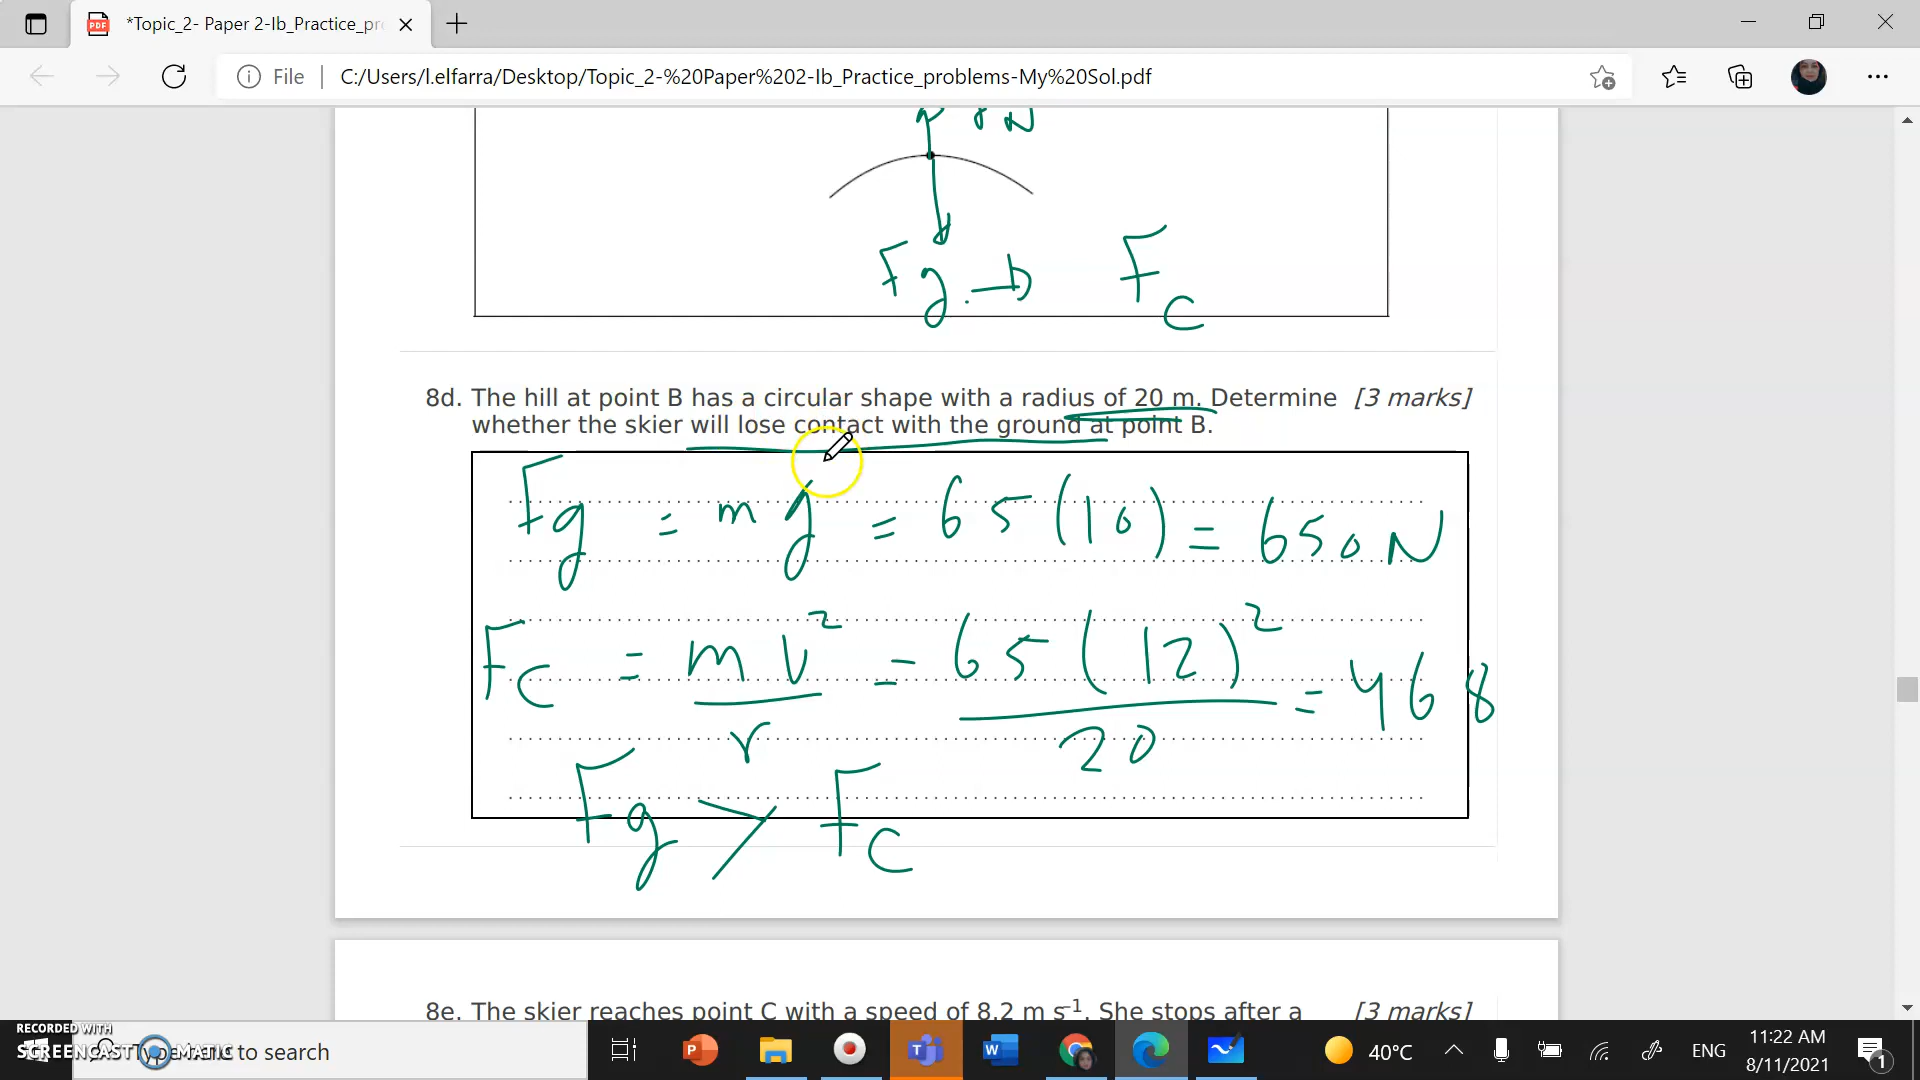 *Topic_2- Paper 2-Ib_Practice_pr
File
C:/Users/l.elfarra/Desktop/Topic_2-%20Paper%202-Ib_Practice_problems-My%20Sol.pdf
N
Fg
Fc
8d. The hill at point B has a circular shape with a radius of 20 m. Determine [3 marks]
whether the skier will lose contact with the ground at point B.
Fg = mg = 65(10) = 650N
Fc = mv²/r = 65(12)²/20 = 468
Fg > Fc
8e. The skier reaches point C with a speed of 8.2 m s⁻¹. She stops after a [3 marks]
RECORDED WITH
SCREENCAST MATIC
to search
40°C
ENG
11:22 AM
8/11/2021
1